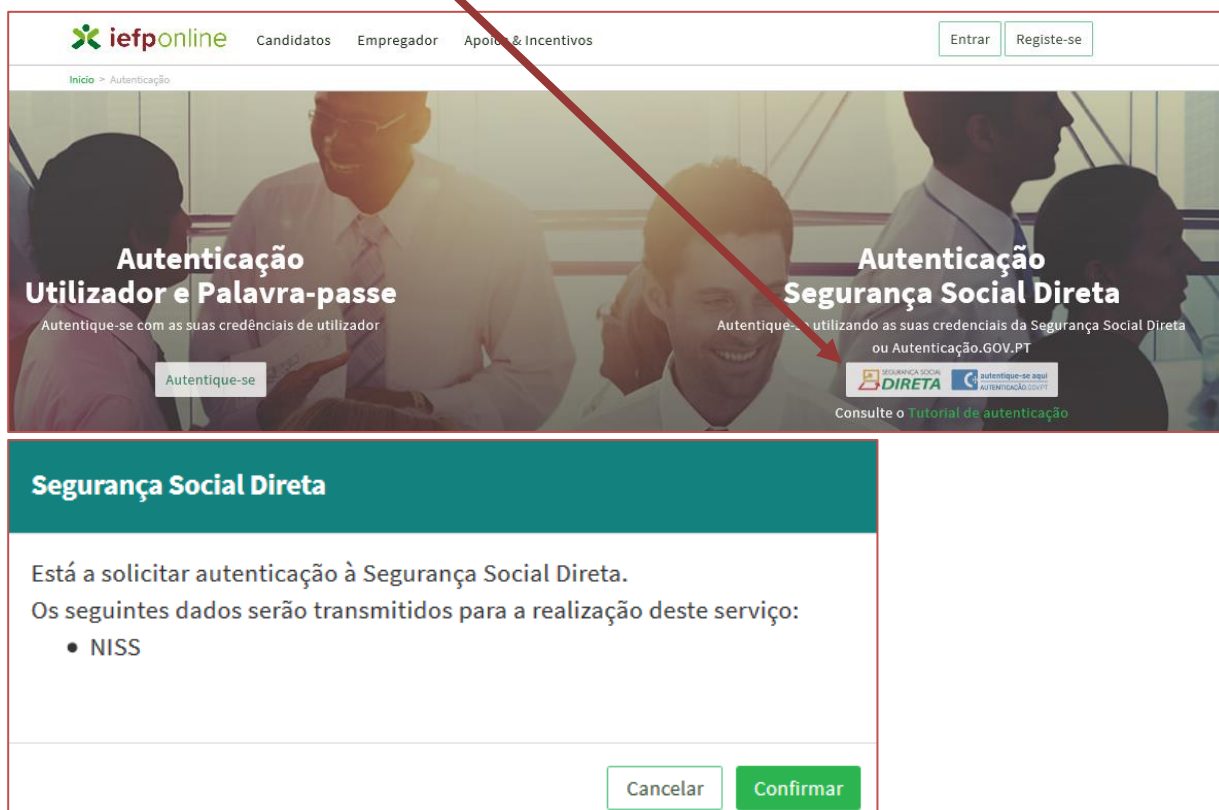 iefponline
Candidatos
Empregador
Apoios & Incentivos
Entrar
Registe-se
Início > Autenticação
Autenticação
Utilizador e Palavra-passe
Autentique-se com as suas credênciais de utilizador
Autentique-se
Autenticação
Segurança Social Direta
Autentique-se utilizando as suas credenciais da Segurança Social Direta
ou Autenticação.GOV.PT
SEGURANÇA SOCIAL
DIRETA
autentique-se aqui
AUTENTICAÇÃO.GOV.PT
Consulte o Tutorial de autenticação
Segurança Social Direta
Está a solicitar autenticação à Segurança Social Direta.
Os seguintes dados serão transmitidos para a realização deste serviço:
• NISS
Cancelar
Confirmar